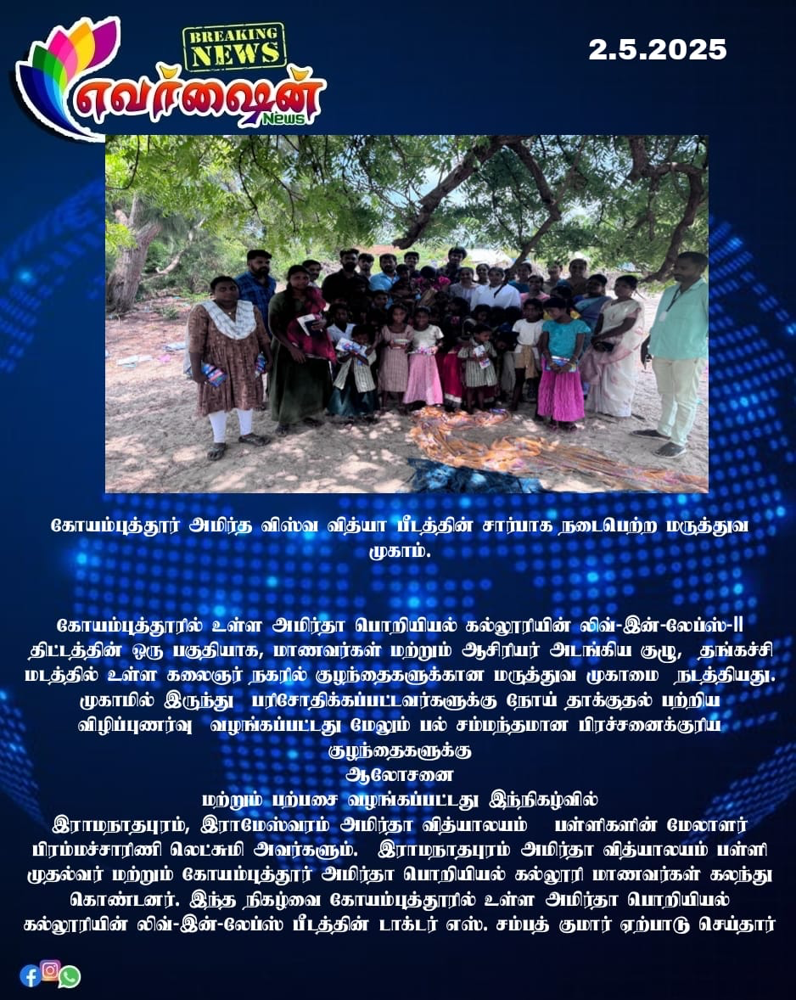 BREAKING
NEWS
2.5.2025
எவர்ஷைன்
News
கோயம்புத்தூர் அமிர்த விஸ்வ வித்யா பீடத்தின் சார்பாக நடைபெற்ற மருத்துவ
முகாம்.
கோயம்புத்தூரில் உள்ள அமிர்தா பொறியியல் கல்லூரியின் லிவ்-இன்-லேப்ஸ்-II
திட்டத்தின் ஒரு பகுதியாக, மாணவர்கள் மற்றும் ஆசிரியர் அடங்கிய குழு, தங்கச்சி
மடத்தில் உள்ள கலைஞர் நகரில் குழந்தைகளுக்கான மருத்துவ முகாமை நடத்தியது.
முகாமில் இருந்து பரிசோதிக்கப்பட்டவர்களுக்கு நோய் தாக்குதல் பற்றிய
விழிப்புணர்வு வழங்கப்பட்டது மேலும் பல் சம்மந்தமான பிரச்சனைக்குரிய
குழந்தைகளுக்கு
ஆலோசனை
மற்றும் பற்பசை வழங்கப்பட்டது இந்நிகழ்வில்
இராமநாதபுரம், இராமேஸ்வரம் அமிர்தா வித்யாலயம் பள்ளிகளின் மேலாளர்
பிரம்மச்சாரிணி லெட்சுமி அவர்களும். இராமநாதபுரம் அமிர்தா வித்யாலயம் பள்ளி
முதல்வர் மற்றும் கோயம்புத்தூர் அமிர்தா பொறியியல் கல்லூரி மாணவர்கள் கலந்து
கொண்டனர். இந்த நிகழ்வை கோயம்புத்தூரில் உள்ள அமிர்தா பொறியியல்
கல்லூரியின் லிவ்-இன்-லேப்ஸ் பீடத்தின் டாக்டர் எஸ். சம்பத் குமார் ஏற்பாடு செய்தார்